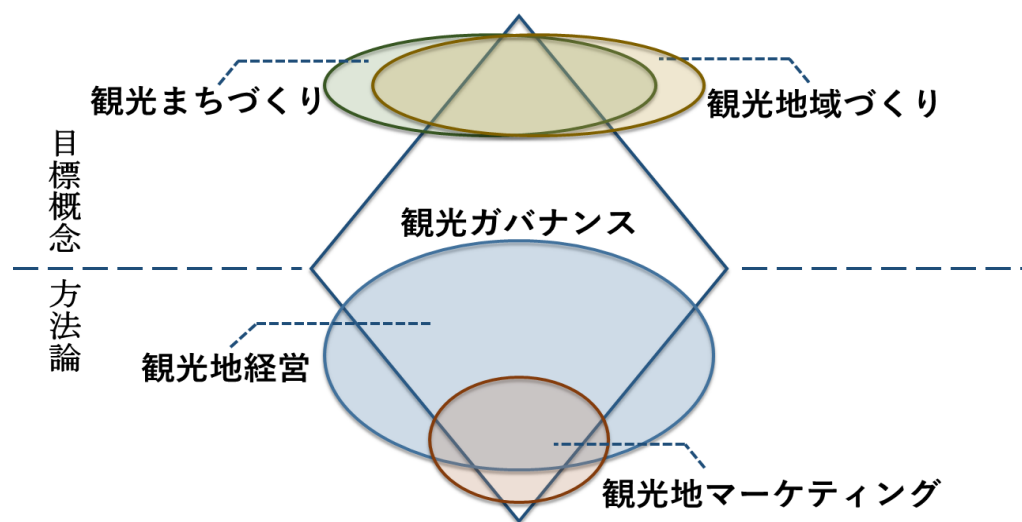 観光まちづくり
観光地域づくり
目標概念
観光ガバナンス
方法論
観光地経営
観光地マーケティング